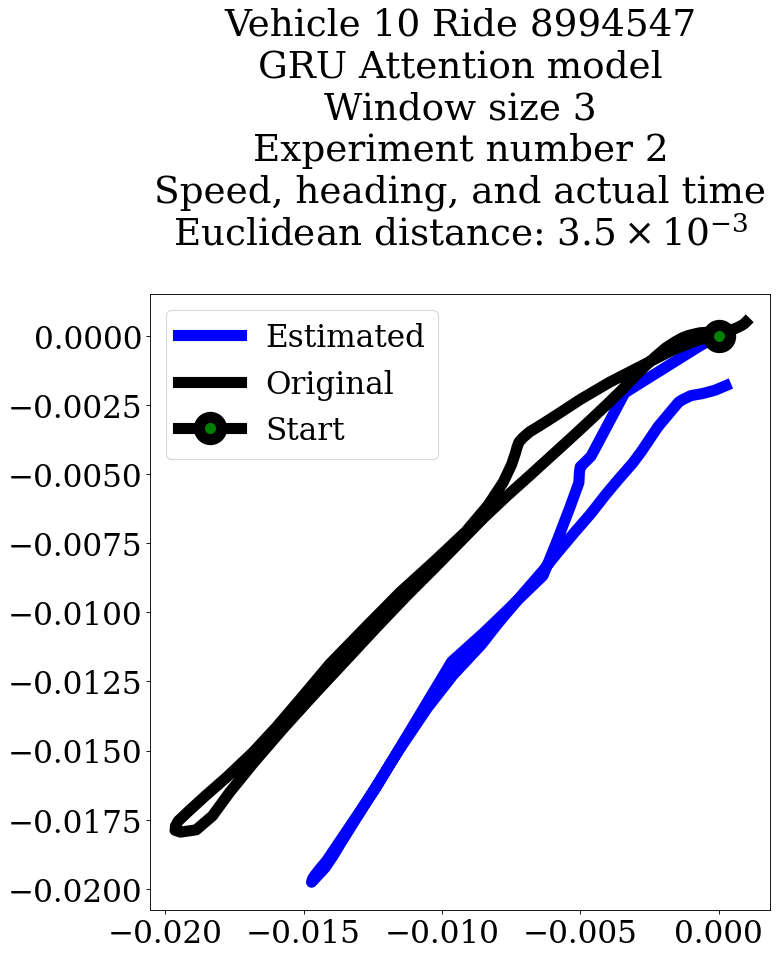 Vehicle 10 Ride 8994547
GRU Attention model
Window size 3
Experiment number 2
Speed, heading, and actual time
Euclidean distance: 3.5 × 10⁻³
Estimated
Original
Start
0.0000
−0.0025
−0.0050
−0.0075
−0.0100
−0.0125
−0.0150
−0.0175
−0.0200
−0.020 −0.015 −0.010 −0.005 0.000